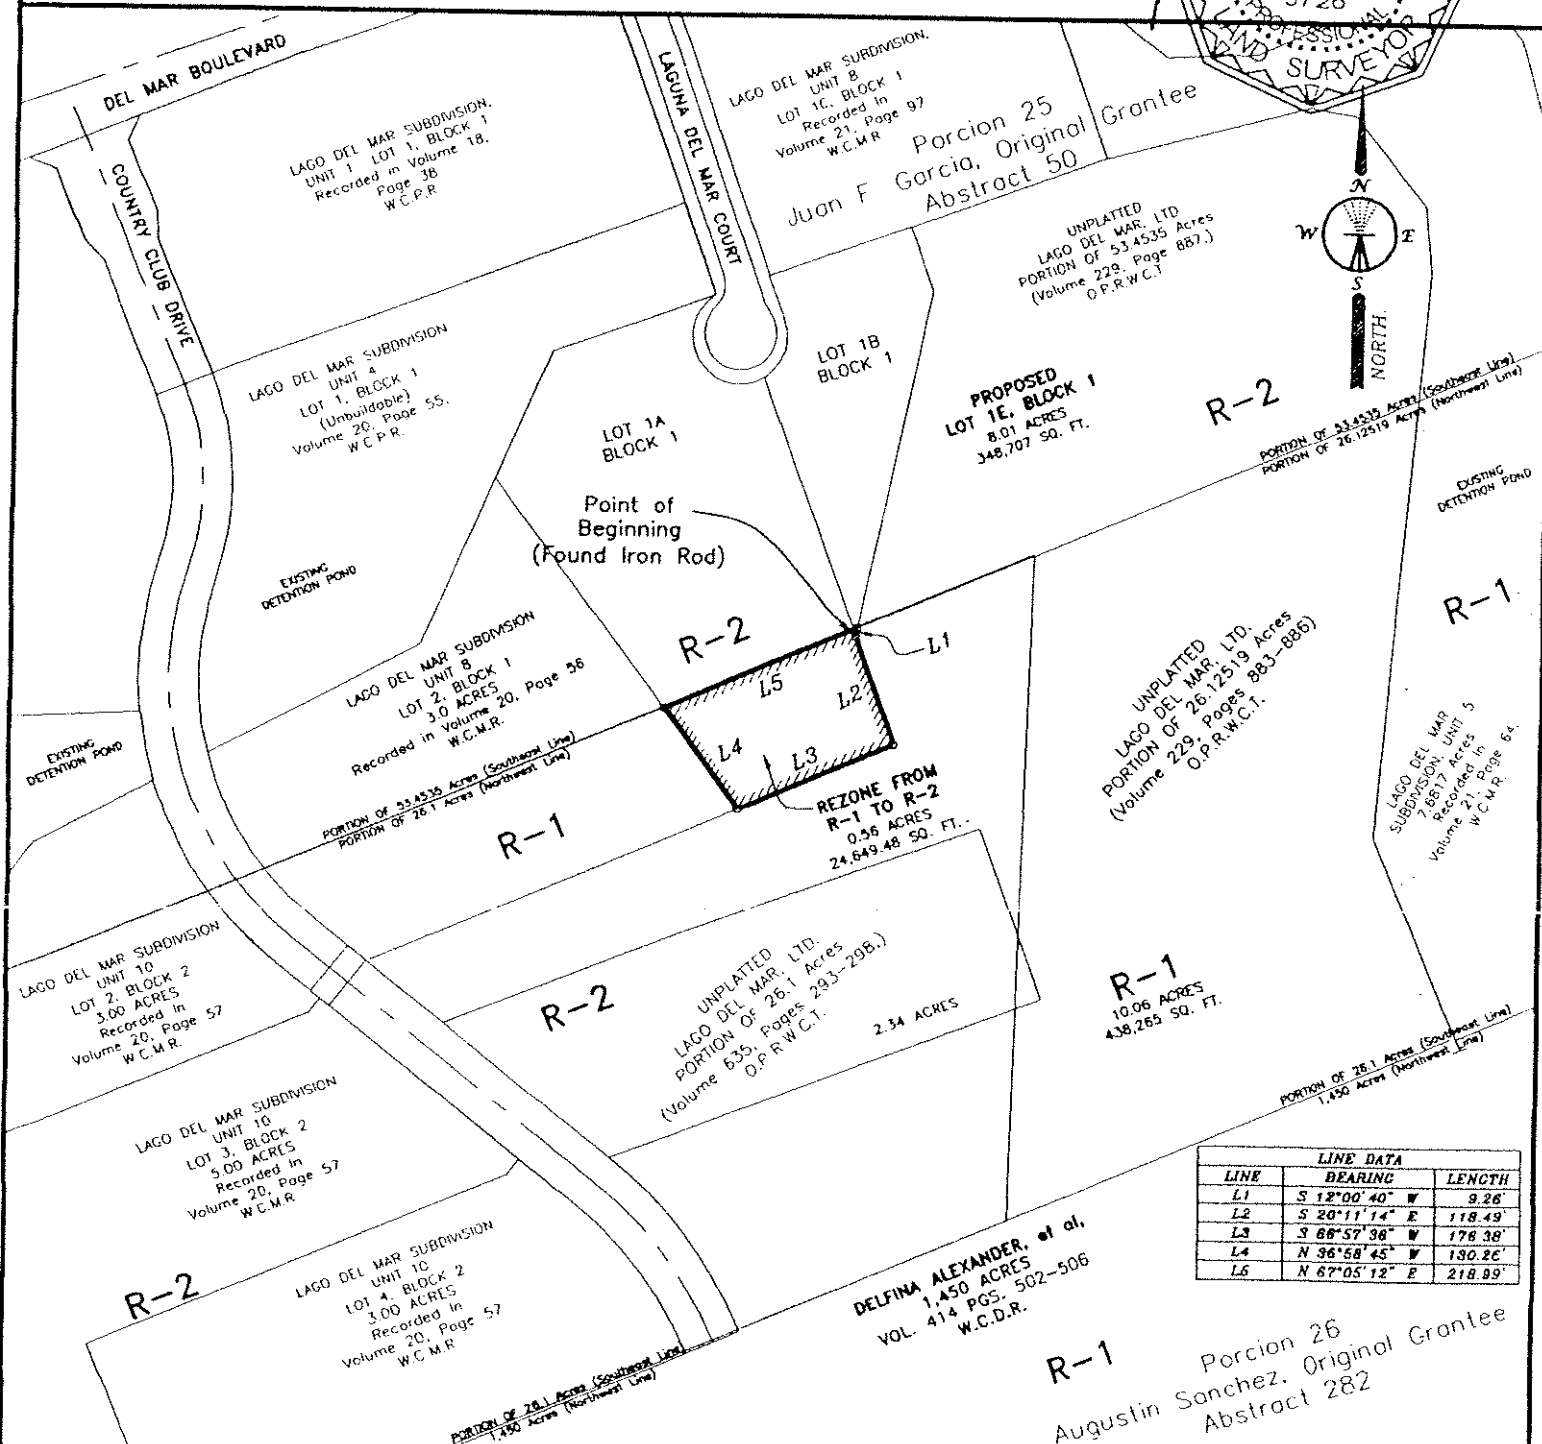 5728
PROFESSIONAL
LAND SURVEYOR
DEL MAR BOULEVARD
COUNTRY CLUB DRIVE
LAGUNA DEL MAR COURT
LAGO DEL MAR SUBDIVISION,
UNIT 1 LOT 1, BLOCK 1
Recorded in Volume 18,
Page 38
W.C.P.R
LAGO DEL MAR SURDIVISION,
UNIT 8
LOT 1C, BLOCK 1
Recorded in
Volume 21, Page 97
W.C.M.R
Porcion 25
Juan F Garcia, Original Grantee
Abstract 50
N
W E
S
NORTH.
UNPLATTED
LAGO DEL MAR, LTD
PORTION OF 53.4535 Acres
(Volume 229, Page 887.)
O.P.R.W.C.T
LAGO DEL MAR SUBDIVISION
UNIT 4
LOT 1, BLOCK 1
(Unbuildable)
Volume 20, Page 55,
W.C.P.R.
LOT 1A
BLOCK 1
LOT 1B
BLOCK 1
PROPOSED
LOT 1E, BLOCK 1
8.01 ACRES
348,707 SQ. FT.
R-2
PORTION OF 53.4535 Acres (Southeast Line)
PORTION OF 26.12519 Acres (Northwest Line)
EXISTING
DETENTION POND
Point of
Beginning
(Found Iron Rod)
EXISTING
DETENTION POND
R-1
R-2
L1
L5
L2
L4
L3
LAGO DEL MAR SUBDIVISION
UNIT 8
LOT 2, BLOCK 1
3.0 ACRES
Recorded in Volume 20, Page 56
W.C.M.R.
EXISTING
DETENTION POND
PORTION OF 53.4535 Acres (Southeast Line)
PORTION OF 26.1 Acres (Northwest Line)
R-1
REZONE FROM
R-1 TO R-2
0.56 ACRES
24,649.48 SQ. FT.
UNPLATTED
LAGO DEL MAR, LTD.
PORTION OF 26.12519 Acres
(Volume 229, Pages 883-886)
O.P.R.W.C.T.
LAGO DEL MAR
SUBDIVISION, UNIT 5
7.6817 Acres
Recorded in
Volume 21, Page 64,
W.C.M.R.
LAGO DEL MAR SUBDIVISION
UNIT 10
LOT 2, BLOCK 2
3.00 ACRES
Recorded in
Volume 20, Page 57
W.C.M.R.
R-2
UNPLATTED
LAGO DEL MAR, LTD.
PORTION OF 26.1 Acres
(Volume 635, Pages 293-298,)
O.P.R.W.C.T.
2.34 ACRES
R-1
10.06 ACRES
438,265 SQ. FT.
PORTION OF 26.1 Acres (Southeast Line)
1,450 Acres (Northwest Line)
LAGO DEL MAR SUBDIVISION
UNIT 10
LOT 3, BLOCK 2
5.00 ACRES
Recorded in
Volume 20, Page 57
W.C.M.R
LINE DATA
LINE BEARING LENGTH
L1 S 12°00'40" W 9.26'
L2 S 20°11'14" E 118.49'
L3 S 66°57'36" W 176.38'
L4 N 36°58'45" W 130.26'
L5 N 67°05'12" E 218.99'
R-2
LAGO DEL MAR SUBDIVISION
UNIT 10
LOT 4, BLOCK 2
3.00 ACRES
Recorded in
Volume 20, Page 57
W.C.M.R
DELFINA ALEXANDER, et al,
1,450 ACRES
VOL. 414 PGS. 502-506
W.C.D.R.
PORTION OF 26.1 Acres (Southeast Line)
1,450 Acres (Northwest Line)
R-1
Porcion 26
Augustin Sanchez, Original Grantee
Abstract 282